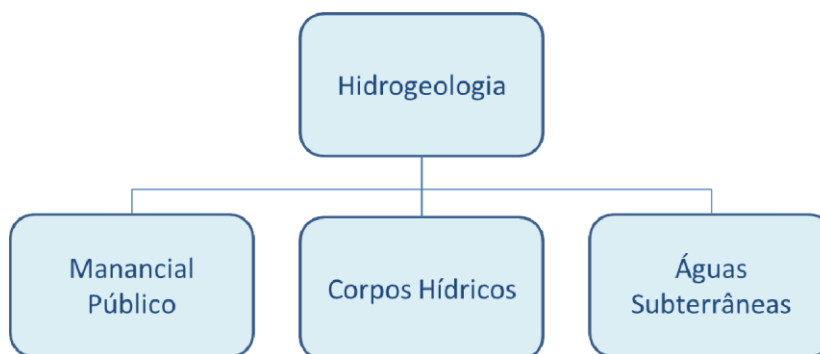 Hidrogeologia
Manancial
Público
Corpos Hídricos
Águas
Subterrâneas